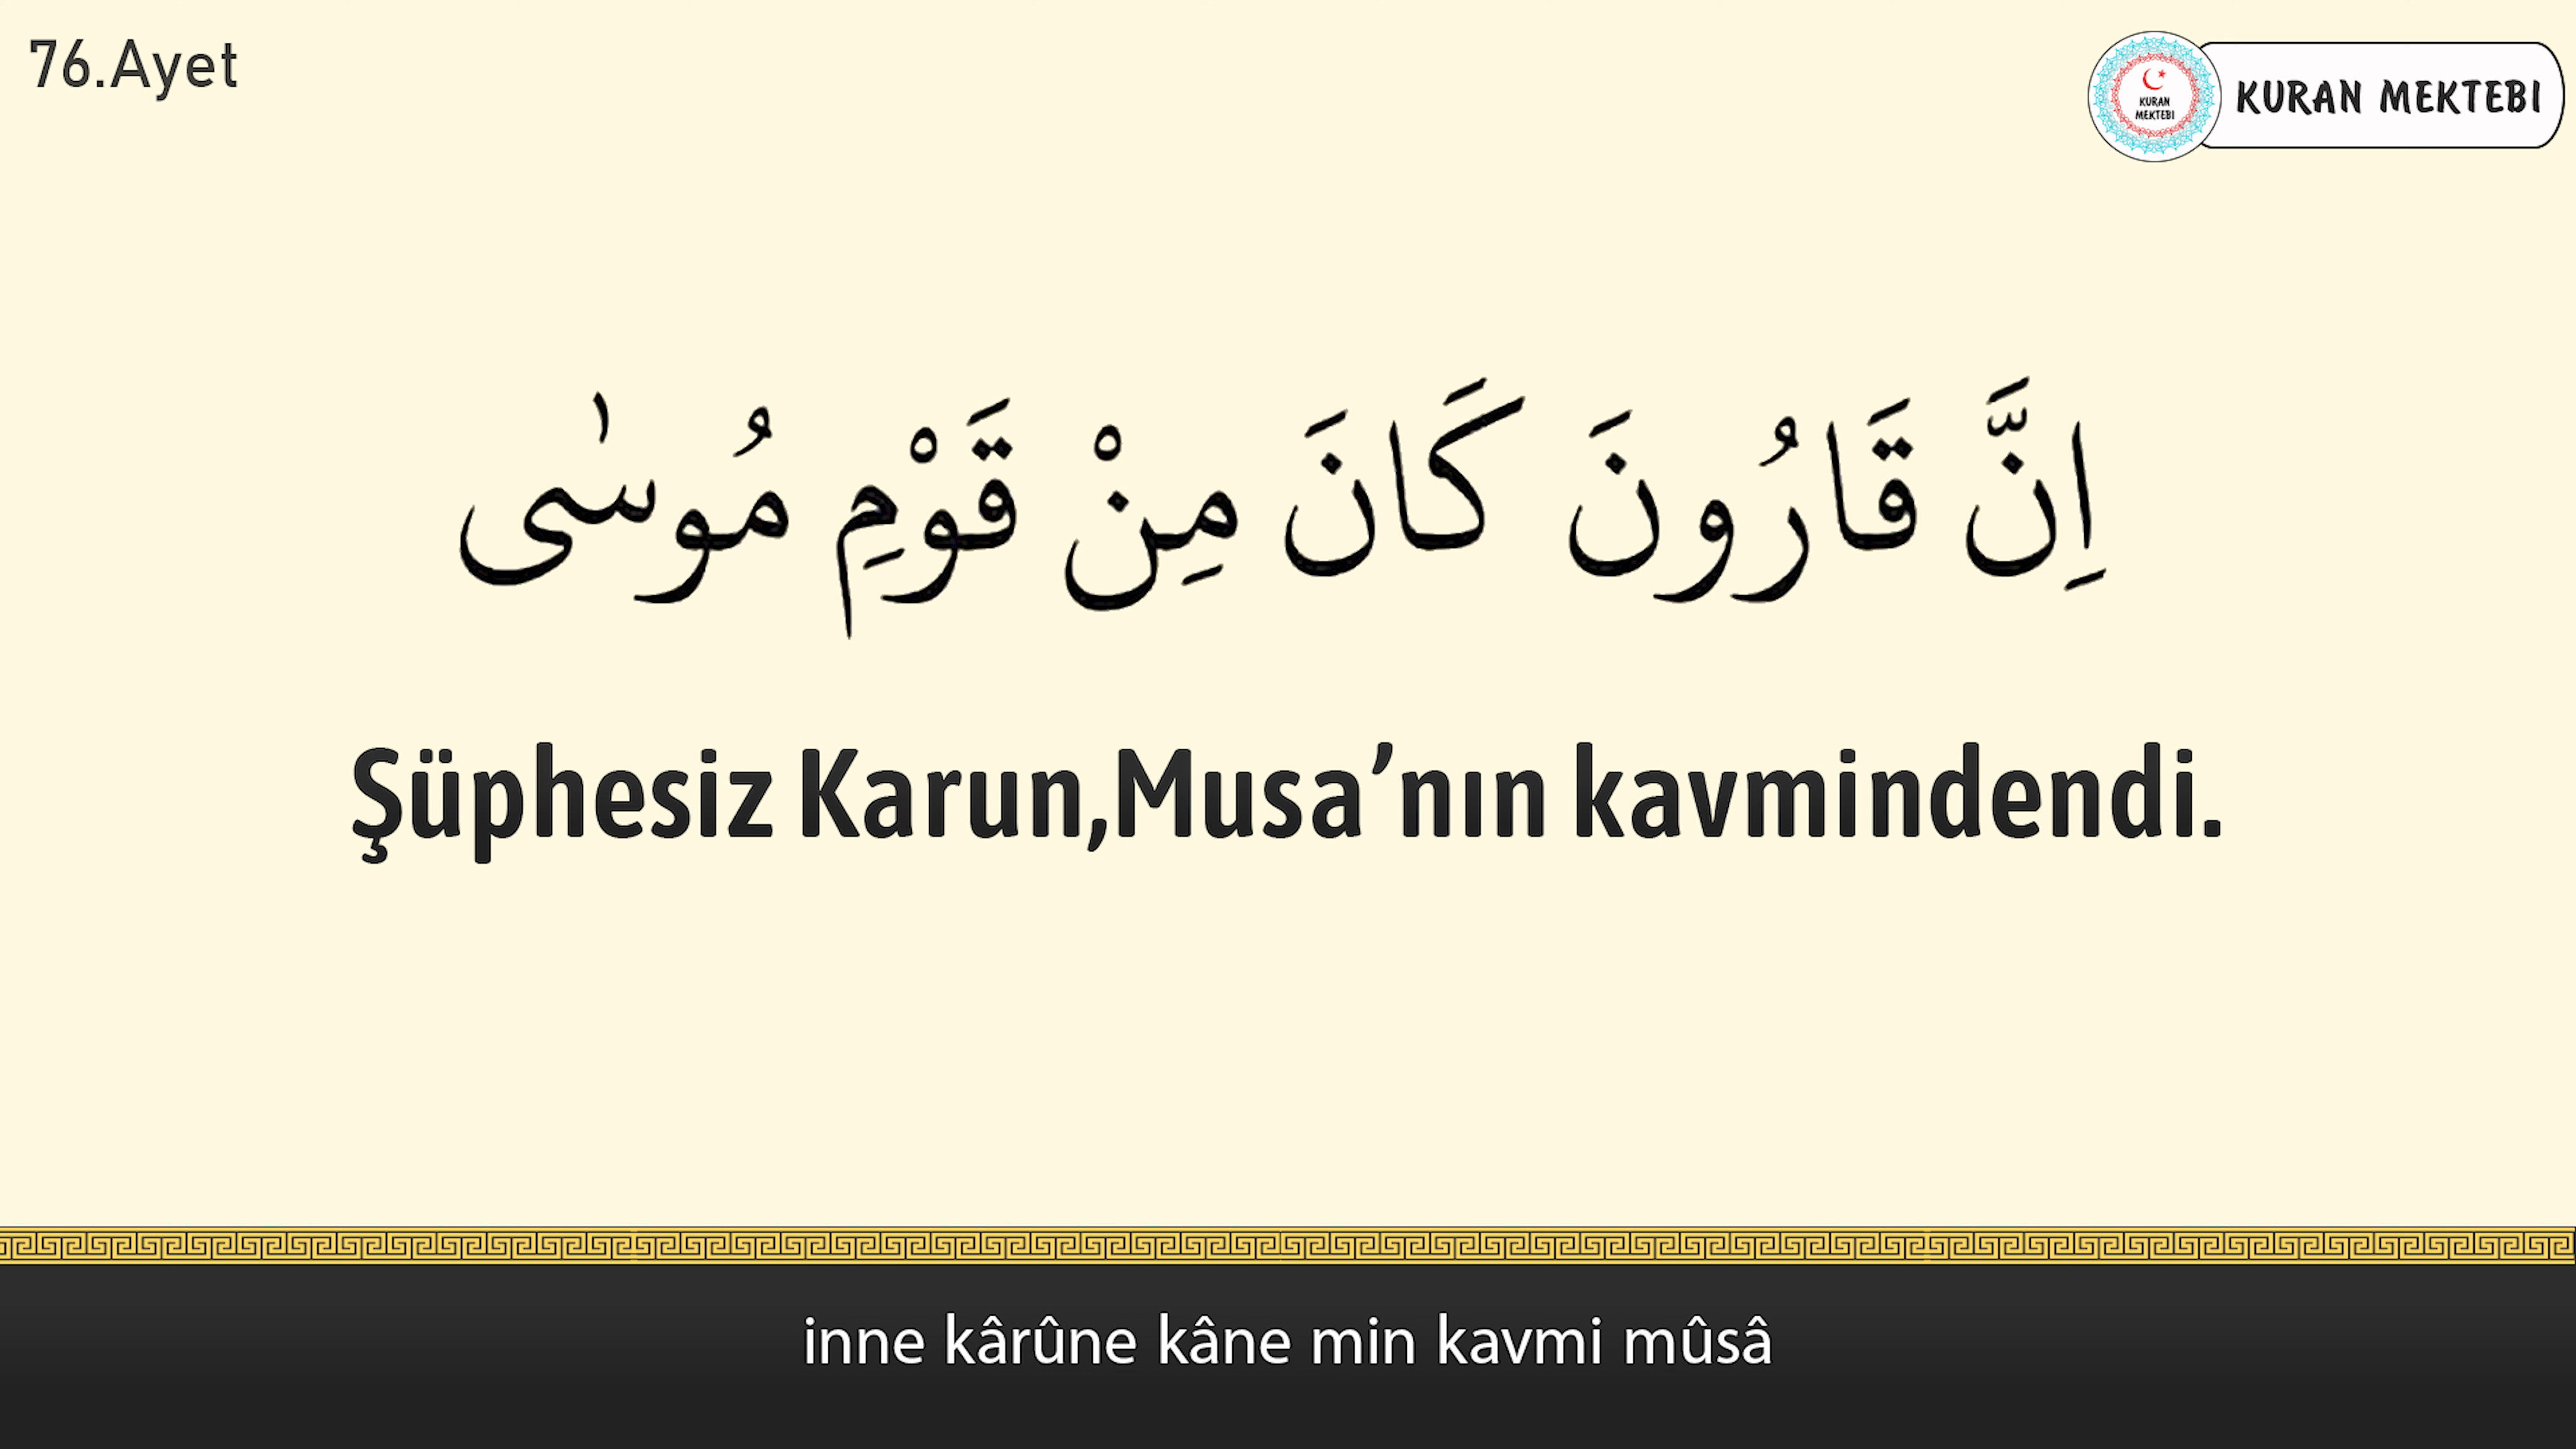 76.Ayet
KURAN
MEKTEBI
KURAN MEKTEBI
اِنَّ قَارُونَ كَانَ مِنْ قَوْمِ مُوسٰى
Şüphesiz Karun,Musa’nın kavmindendi.
inne kârûne kâne min kavmi mûsâ